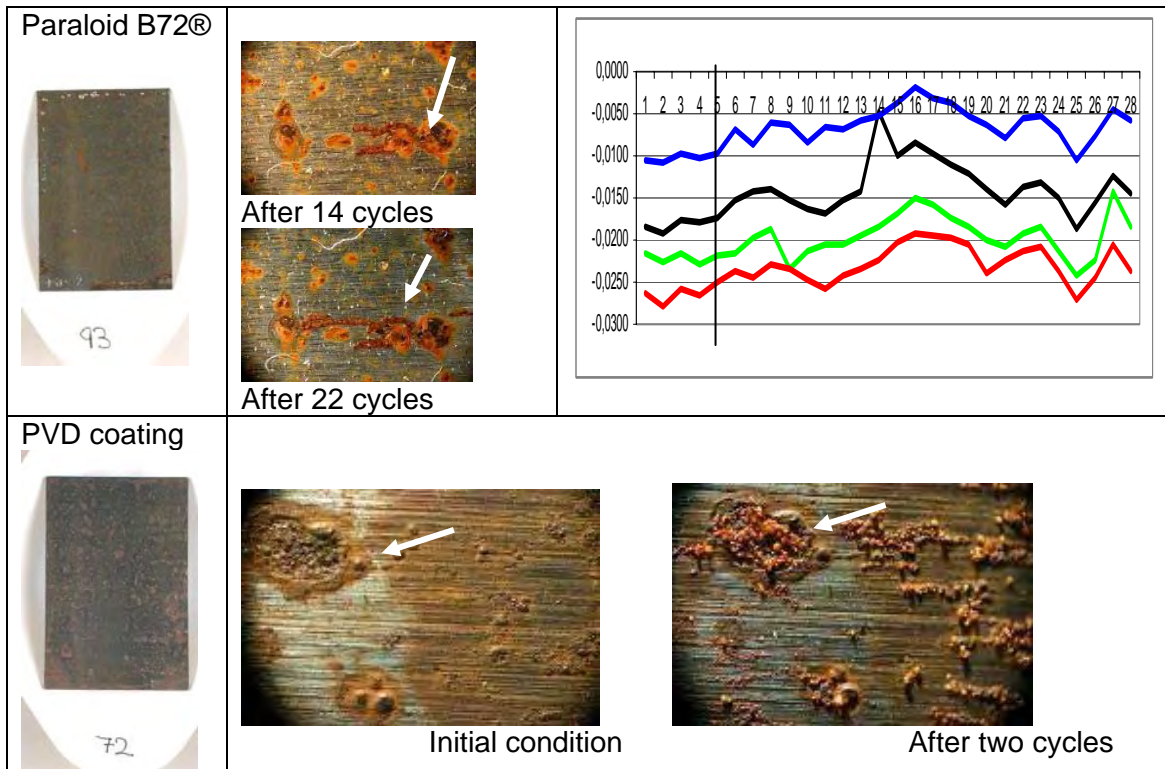 Paraloid B72®
93
After 14 cycles
After 22 cycles
0,0000
-0,0050
-0,0100
-0,0150
-0,0200
-0,0250
-0,0300
1 2 3 4 5 6 7 8 9 10 11 12 13 14 15 16 17 18 19 20 21 22 23 24 25 26 27 28
PVD coating
72
Initial condition
After two cycles